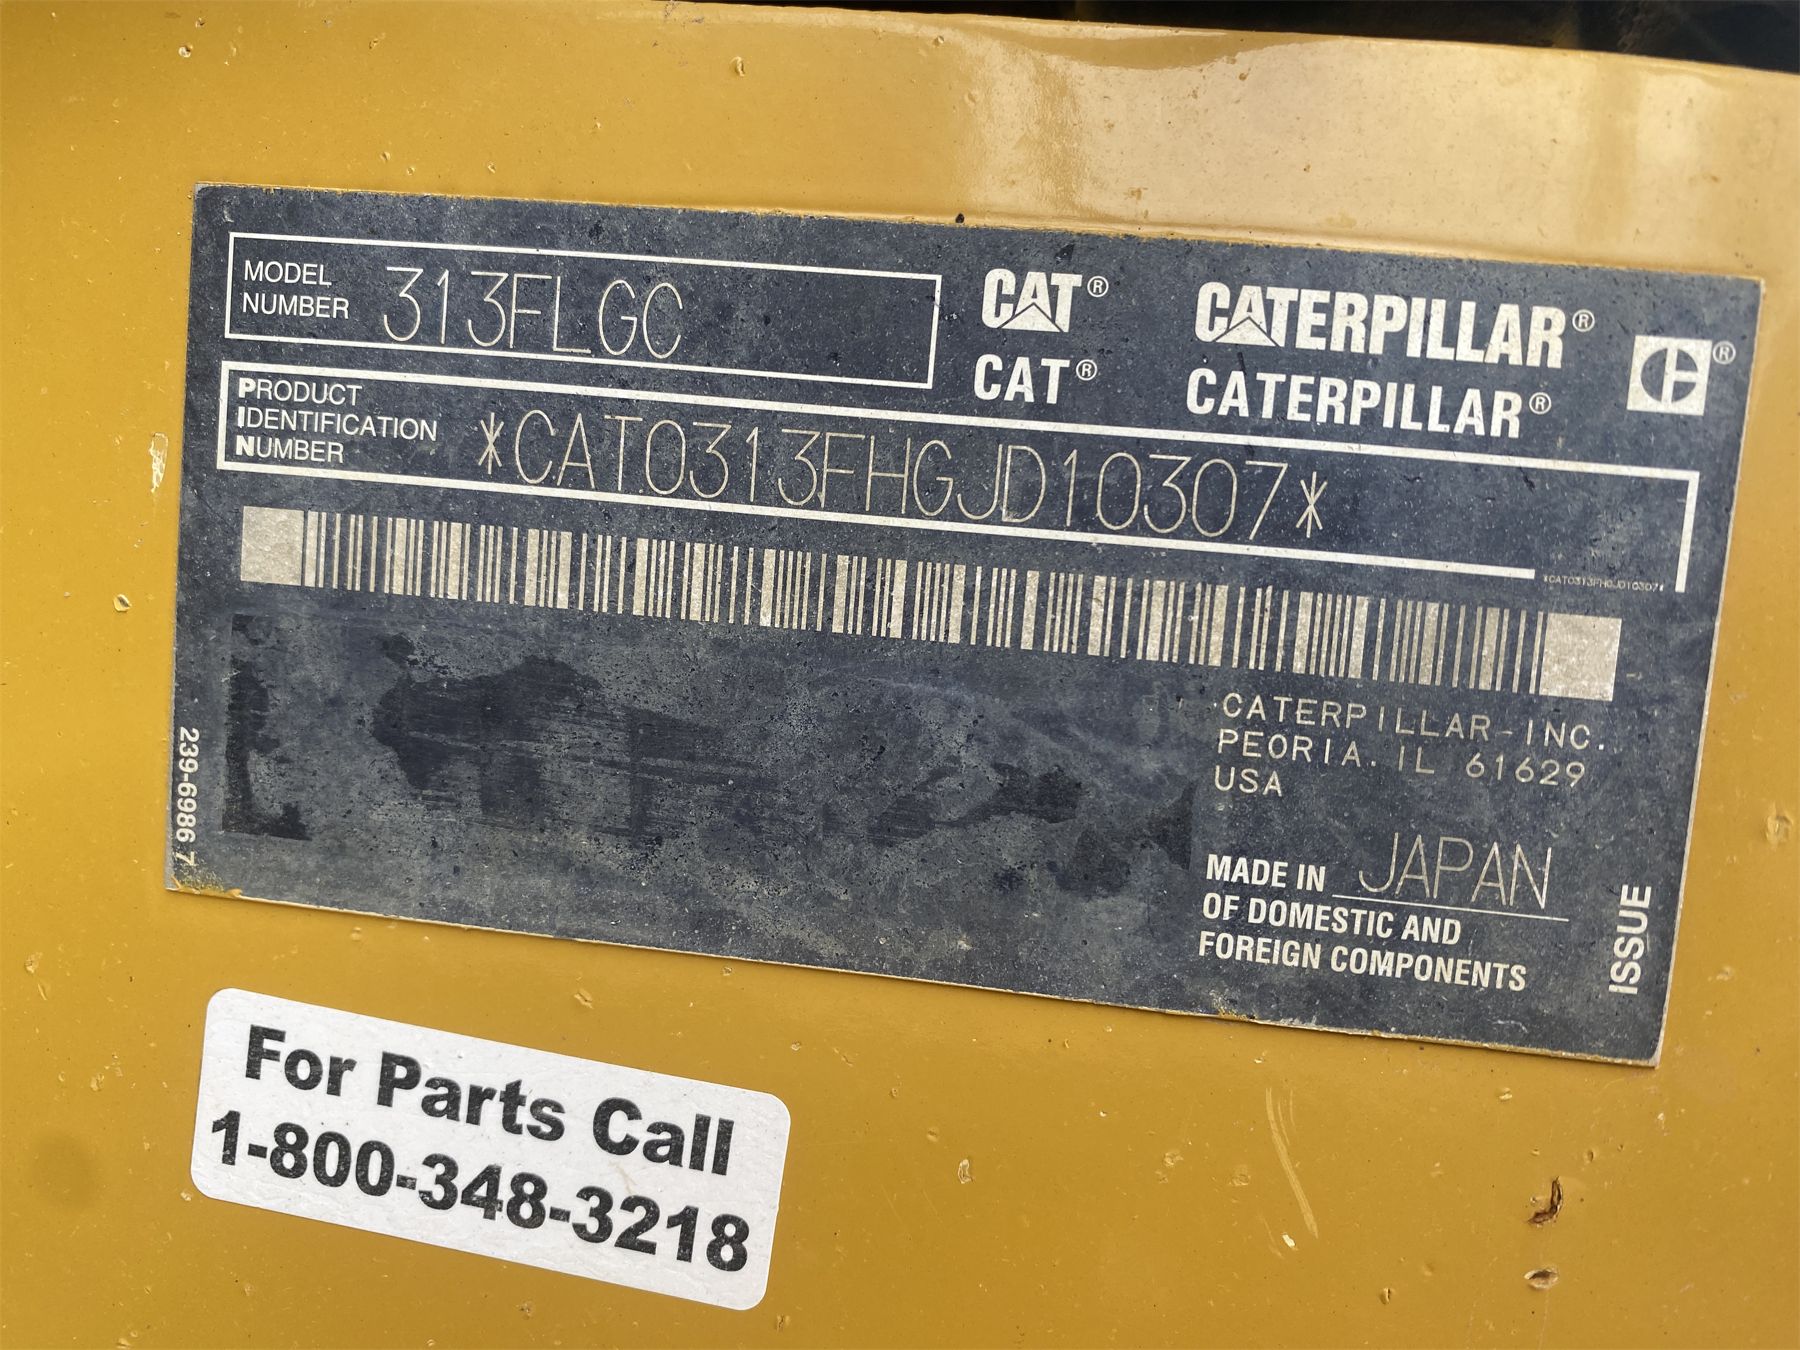 MODEL
NUMBER
313FLGC
CAT®
CATERPILLAR®
CAT®
CATERPILLAR®
PRODUCT
IDENTIFICATION
NUMBER
*CAT0313FHGJD10307*
*CAT0313FHGJD10307*
CATERPILLAR INC.
PEORIA. IL 61629
USA
MADE IN JAPAN
OF DOMESTIC AND
FOREIGN COMPONENTS
ISSUE
239-6986 7
For Parts Call
1-800-348-3218